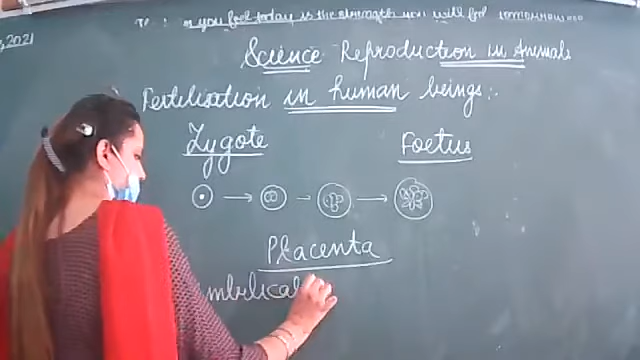 you feel today is the strength you will feel tomorrow...
2021
Science Reproduction in Animals
Fertilisation in human beings:.
Zygote Foetus
Placenta
mbilical